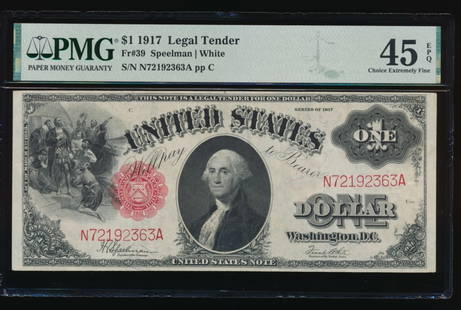 PMG
PAPER MONEY GUARANTY
$1 1917 Legal Tender
Fr#39 Speelman | White
S/N N72192363A pp C
45 EPQ
Choice Extremely Fine
THIS NOTE IS A LEGAL TENDER FOR ONE DOLLAR
C
SERIES OF 1917
UNITED STATES
ONE
Will pay to Bearer
N72192363A
N72192363A
ONE
DOLLAR
Washington, D.C.
UNITED STATES NOTE